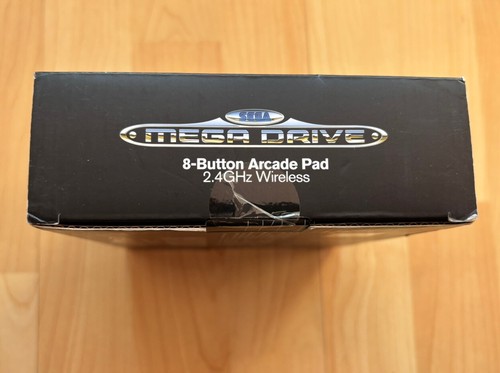 SEGA
MEGA DRIVE
8-Button Arcade Pad
2.4GHz Wireless